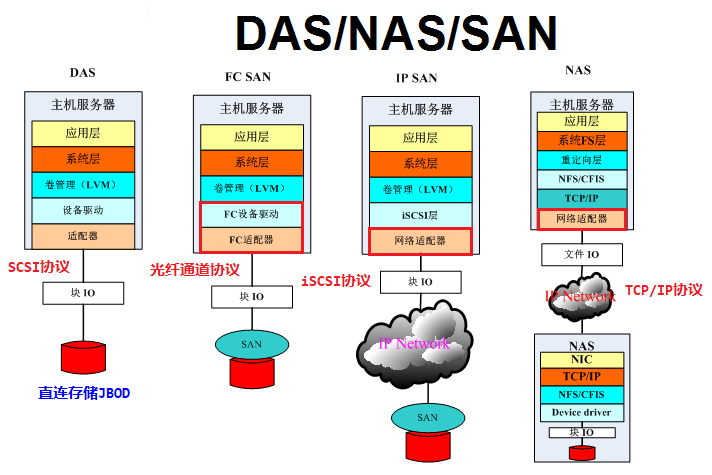 DAS/NAS/SAN
DAS
主机服务器
应用层
系统层
卷管理（LVM）
设备驱动
适配器
SCSI协议
块 IO
直连存储JBOD
FC SAN
主机服务器
应用层
系统层
卷管理（LVM）
FC设备驱动
FC适配器
光纤通道协议
块 IO
SAN
IP SAN
主机服务器
应用层
系统层
卷管理（LVM）
iSCSI层
网络适配器
iSCSI协议
块 IO
IP Network
SAN
NAS
主机服务器
应用层
系统FS层
重定向层
NFS/CFIS
TCP/IP
网络适配器
文件 IO
IP Network
TCP/IP协议
NAS
NIC
TCP/IP
NFS/CFIS
Device driver
块 IO